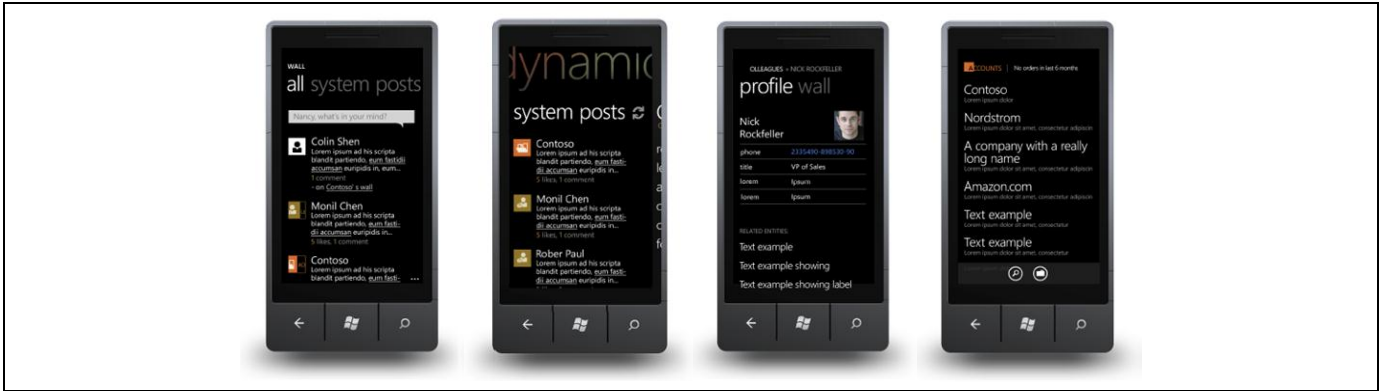 WALL
all system posts
Nancy, what's in your mind?
Colin Shen
Lorem ipsum ad his scripta
blandit partiendo, eum fastidii
accumsan euripidis in, eum...
1 comment
- on Contoso' s wall
Monil Chen
Lorem ipsum ad his scripta
blandit partiendo, eum fasti-
dii accumsan euripidis in...
5 likes, 1 comment
Contoso
Lorem ipsum ad his scripta
blandit partiendo, eum fasti-
...
dynamic
system posts
Contoso
Lorem ipsum ad his scripta
blandit partiendo, eum fasti-
dii accumsan euripidis in...
5 likes, 1 comment
Monil Chen
Lorem ipsum ad his scripta
blandit partiendo, eum fasti-
dii accumsan euripidis in...
5 likes, 1 comment
Rober Paul
Lorem ipsum ad his scripta
blandit partiendo, eum fasti-
dii accumsan euripidis in...
OLLEAGUES » NICK ROCKFELLER
profile wall
Nick
Rockfeller
phone 2335490-898530-90
title VP of Sales
lorem Ipsum
lorem Ipsum
RELATED ENTITIES
Text example
Text example showing
Text example showing label
ACCOUNTS | No orders in last 6 months
Contoso
Lorem ipsum dolor
Nordstrom
Lorem ipsum dolor sit amet, consectetur adipiscin
A company with a really
long name
Lorem ipsum dolor sit amet, consectetur adipiscin
Amazon.com
Lorem ipsum dolor sit amet, consectetur adipiscin
Text example
Lorem ipsum dolor sit amet, consectetur
Text example
Lorem ipsum dolor sit amet, consectetur